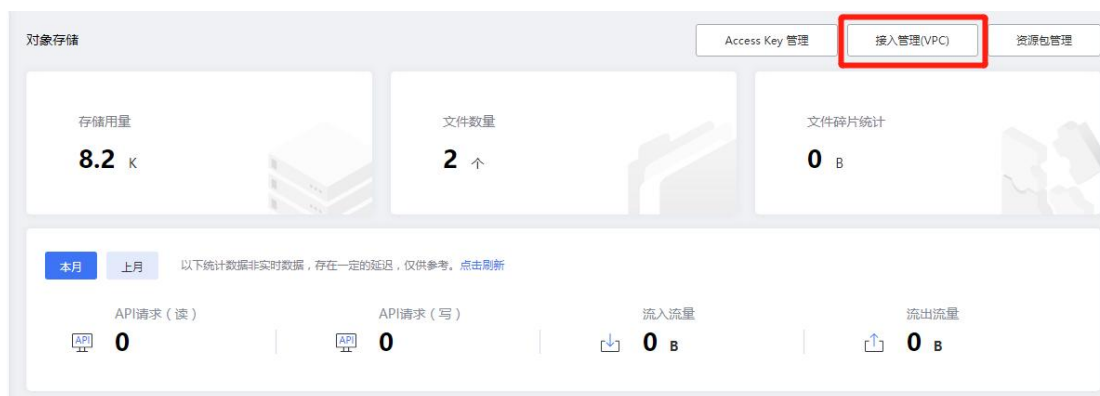 对象存储
Access Key 管理
接入管理(VPC)
资源包管理
存储用量
8.2 K
文件数量
2 个
文件碎片统计
0 B
本月
上月
以下统计数据非实时数据，存在一定的延迟，仅供参考。点击刷新
API请求（读）
API 0
API请求（写）
API 0
流入流量
0 B
流出流量
0 B